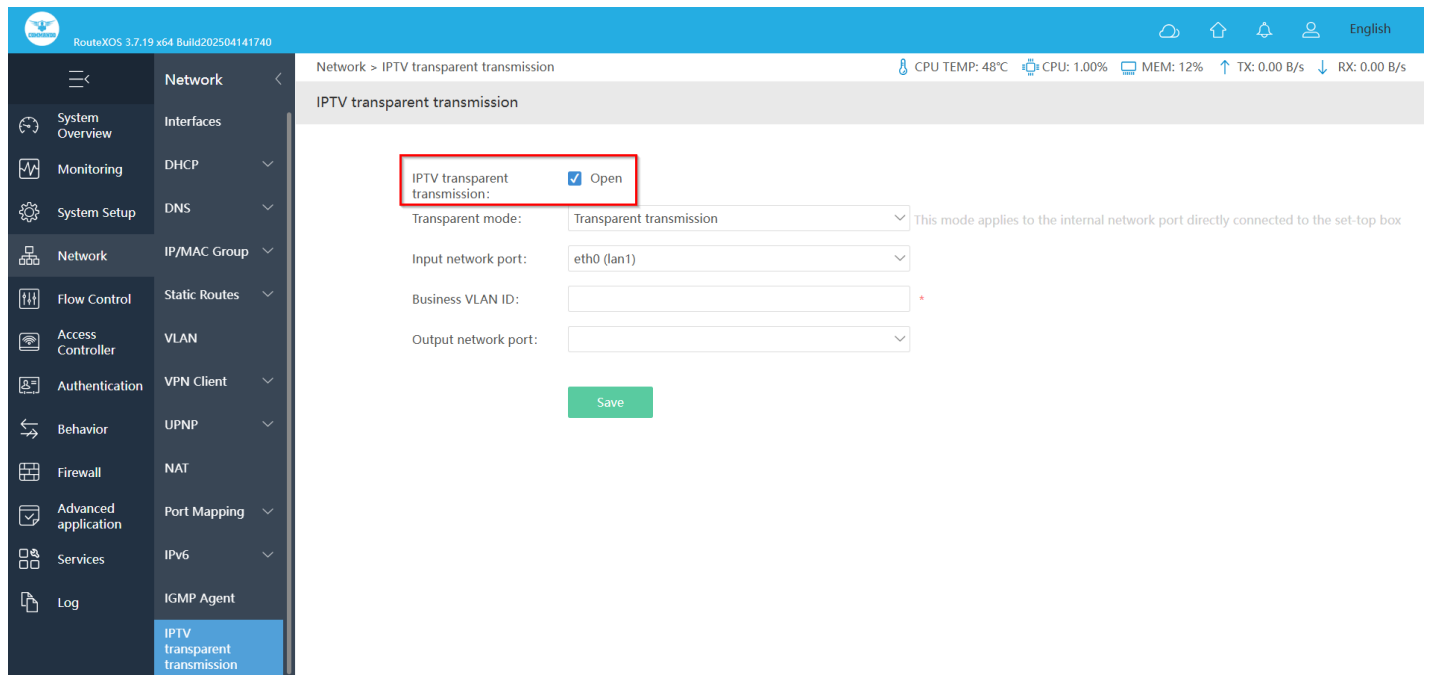 COMMANDO
RouteXOS 3.7.19 x64 Build202504141740
English
Network
Network > IPTV transparent transmission
CPU TEMP: 48℃ CPU: 1.00% MEM: 12% TX: 0.00 B/s RX: 0.00 B/s
IPTV transparent transmission
System
Overview
Monitoring
System Setup
Network
Flow Control
Access
Controller
Authentication
Behavior
Firewall
Advanced
application
Services
Log
Interfaces
DHCP
DNS
IP/MAC Group
Static Routes
VLAN
VPN Client
UPNP
NAT
Port Mapping
IPv6
IGMP Agent
IPTV
transparent
transmission
IPTV transparent
transmission:
Open
Transparent mode: Transparent transmission This mode applies to the internal network port directly connected to the set-top box
Input network port: eth0 (lan1)
Business VLAN ID: *
Output network port:
Save